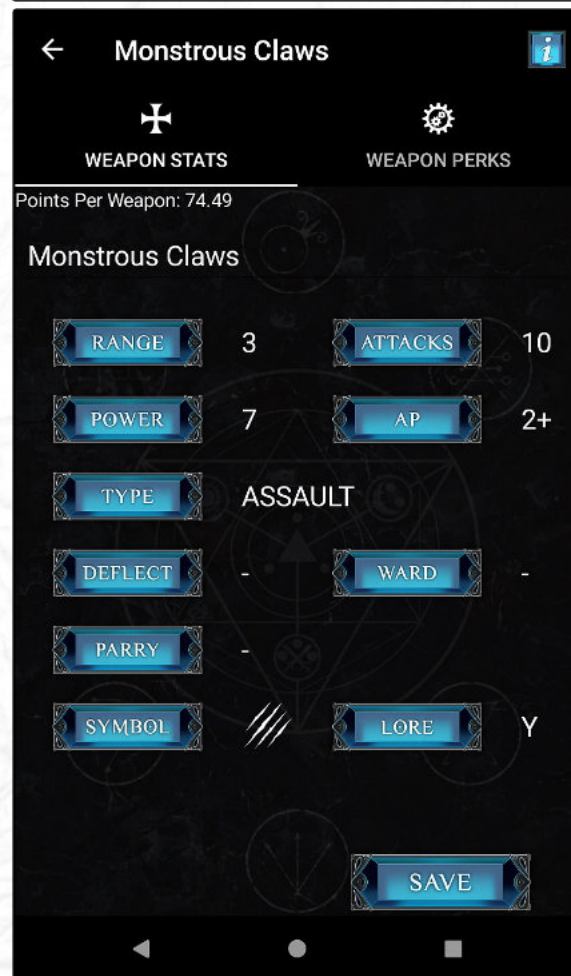 Monstrous Claws
i
WEAPON STATS
WEAPON PERKS
Points Per Weapon: 74.49
Monstrous Claws
RANGE 3 ATTACKS 10
POWER 7 AP 2+
TYPE ASSAULT
DEFLECT - WARD -
PARRY -
SYMBOL LORE Y
SAVE